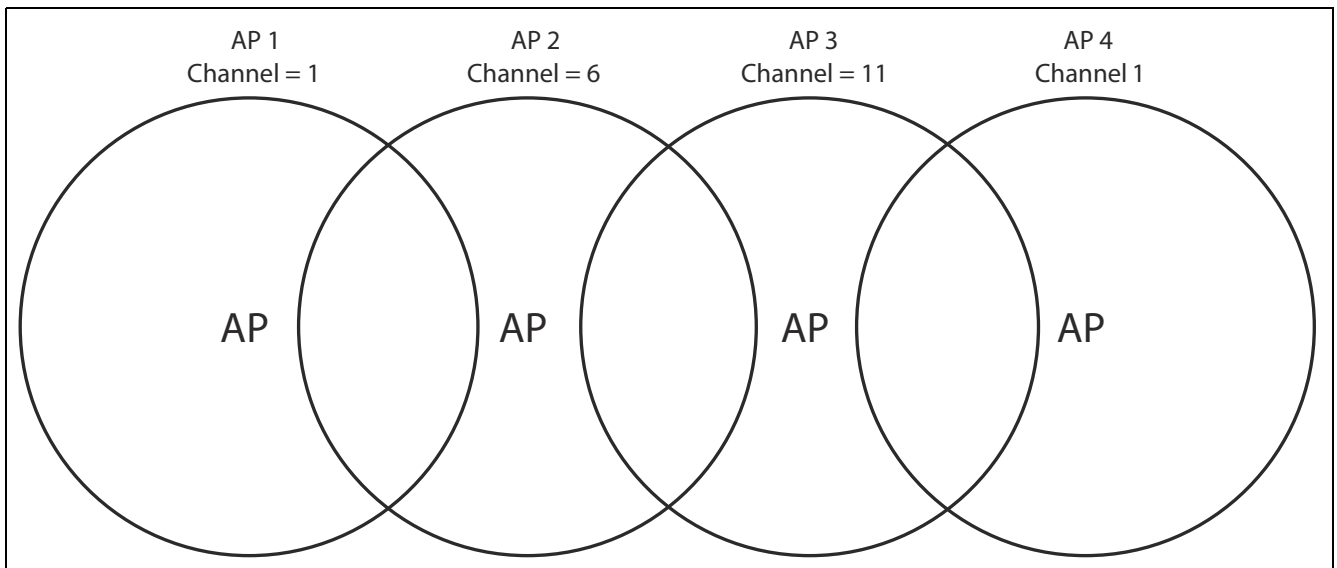 AP 1
Channel = 1
AP 2
Channel = 6
AP 3
Channel = 11
AP 4
Channel 1
AP
AP
AP
AP